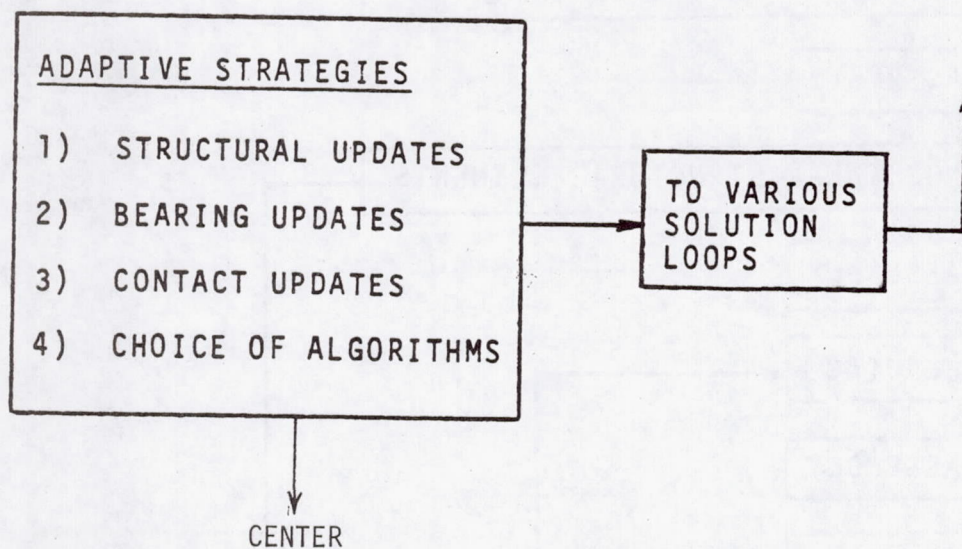 ADAPTIVE STRATEGIES
1) STRUCTURAL UPDATES
2) BEARING UPDATES
3) CONTACT UPDATES
4) CHOICE OF ALGORITHMS
TO VARIOUS
SOLUTION
LOOPS
CENTER